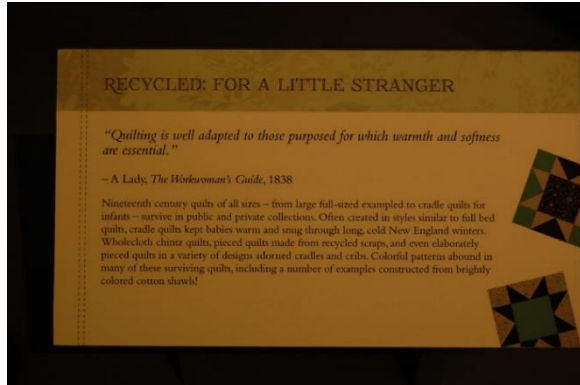 RECYCLED: FOR A LITTLE STRANGER
"Quilting is well adapted to those purposed for which warmth and softness
are essential."
– A Lady, The Workwoman's Guide, 1838
Nineteenth century quilts of all sizes – from large full-sized exampled to cradle quilts for
infants – survive in public and private collections. Often created in styles similar to full bed
quilts, cradle quilts kept babies warm and snug through long, cold New England winters.
Wholecloth chintz quilts, pieced quilts made from recycled scraps, and even elaborately
pieced quilts in a variety of designs adorned cradles and cribs. Colorful patterns abound in
many of these surviving quilts, including a number of examples constructed from brightly
colored cotton shawls!